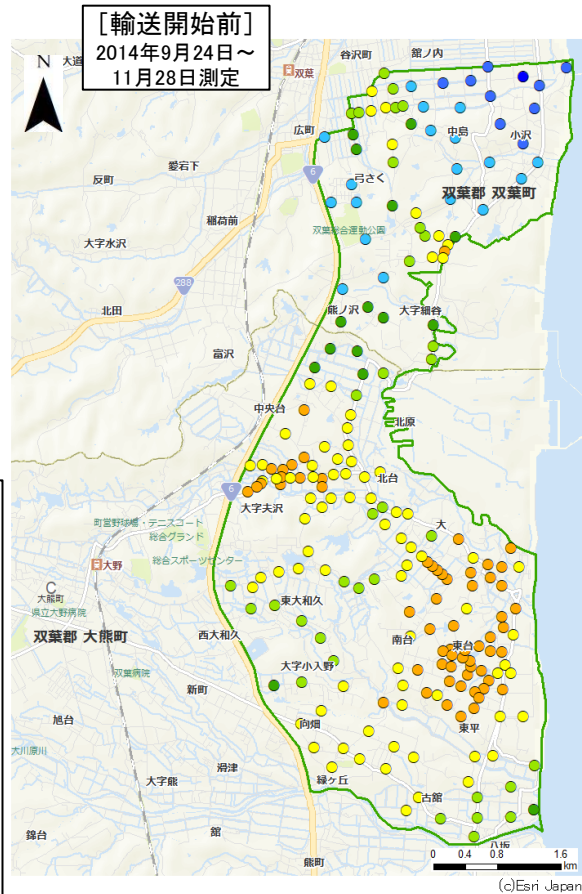 [輸送開始前]
2014年9月24日~
11月28日測定
N
大道
谷沢町
舘ノ内
双葉
広町
中島
小沢
6
愛宕下
反町
弓さく
双葉郡 双葉町
稲荷前
双葉総合運動公園
大字水沢
288
北田
熊ノ沢
大字細谷
富沢
中央台
北原
北台
6
大字夫沢
町営野球場・テニスコート
総合グランド
大
大野
総合スポーツセンター
大熊町
県立大野病院
東大和久
双葉郡 大熊町
西大和久
南台
東台
双葉病院
大字小入野
新町
旭台
向畑
東平
大川原川
滑津
緑ケ丘
大字熊
古舘
舘
錦台
熊町
八坂
0 0.4 0.8 1.6
km
(c)Esri Japan